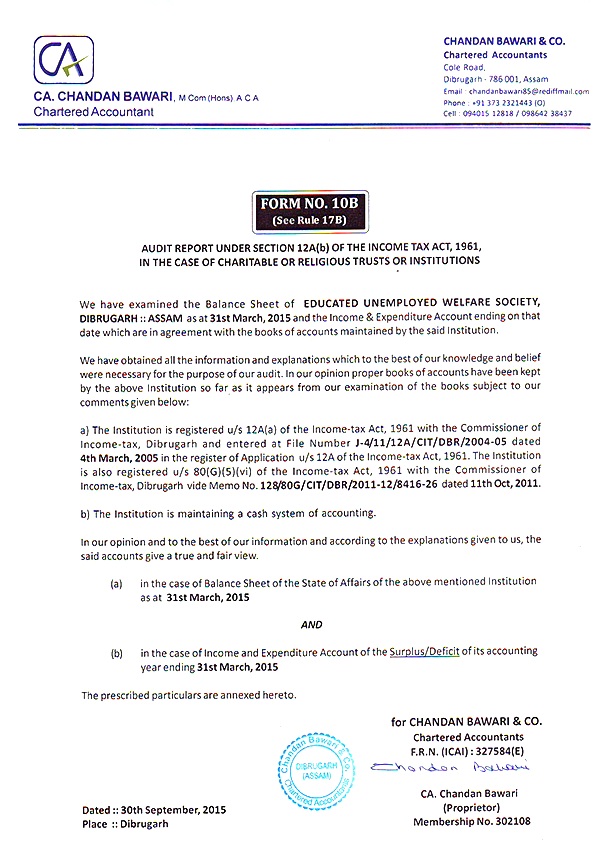 CA
CA. CHANDAN BAWARI, M Com (Hons) A C A
Chartered Accountant
CHANDAN BAWARI & CO.
Chartered Accountants
Cole Road,
Dibrugarh - 786 001, Assam
Email : chandanbawari85@rediffmail.com
Phone : +91 373 2321443 (O)
Cell : 094015 12818 / 098642 38437
FORM NO. 10B
(See Rule 17B)
AUDIT REPORT UNDER SECTION 12A(b) OF THE INCOME TAX ACT, 1961,
IN THE CASE OF CHARITABLE OR RELIGIOUS TRUSTS OR INSTITUTIONS
We have examined the Balance Sheet of EDUCATED UNEMPLOYED WELFARE SOCIETY,
DIBRUGARH :: ASSAM as at 31st March, 2015 and the Income & Expenditure Account ending on that
date which are in agreement with the books of accounts maintained by the said Institution.
We have obtained all the information and explanations which to the best of our knowledge and belief
were necessary for the purpose of our audit. In our opinion proper books of accounts have been kept
by the above Institution so far as it appears from our examination of the books subject to our
comments given below:
a) The Institution is registered u/s 12A(a) of the Income-tax Act, 1961 with the Commissioner of
Income-tax, Dibrugarh and entered at File Number J-4/11/12A/CIT/DBR/2004-05 dated
4th March, 2005 in the register of Application u/s 12A of the Income-tax Act, 1961. The Institution
is also registered u/s 80(G)(5)(vi) of the Income-tax Act, 1961 with the Commissioner of
Income-tax, Dibrugarh vide Memo No. 128/80G/CIT/DBR/2011-12/8416-26 dated 11th Oct, 2011.
b) The Institution is maintaining a cash system of accounting.
In our opinion and to the best of our information and according to the explanations given to us, the
said accounts give a true and fair view.
(a) in the case of Balance Sheet of the State of Affairs of the above mentioned Institution
as at 31st March, 2015
AND
(b) in the case of Income and Expenditure Account of the Surplus/Deficit of its accounting
year ending 31st March, 2015
The prescribed particulars are annexed hereto.
for CHANDAN BAWARI & CO.
Chartered Accountants
F.R.N. (ICAI) : 327584(E)
Chandan Bawari
CA. Chandan Bawari
(Proprietor)
Membership No. 302108
Chandan Bawari & Co.
DIBRUGARH
(ASSAM)
Chartered Accountants
Dated :: 30th September, 2015
Place :: Dibrugarh